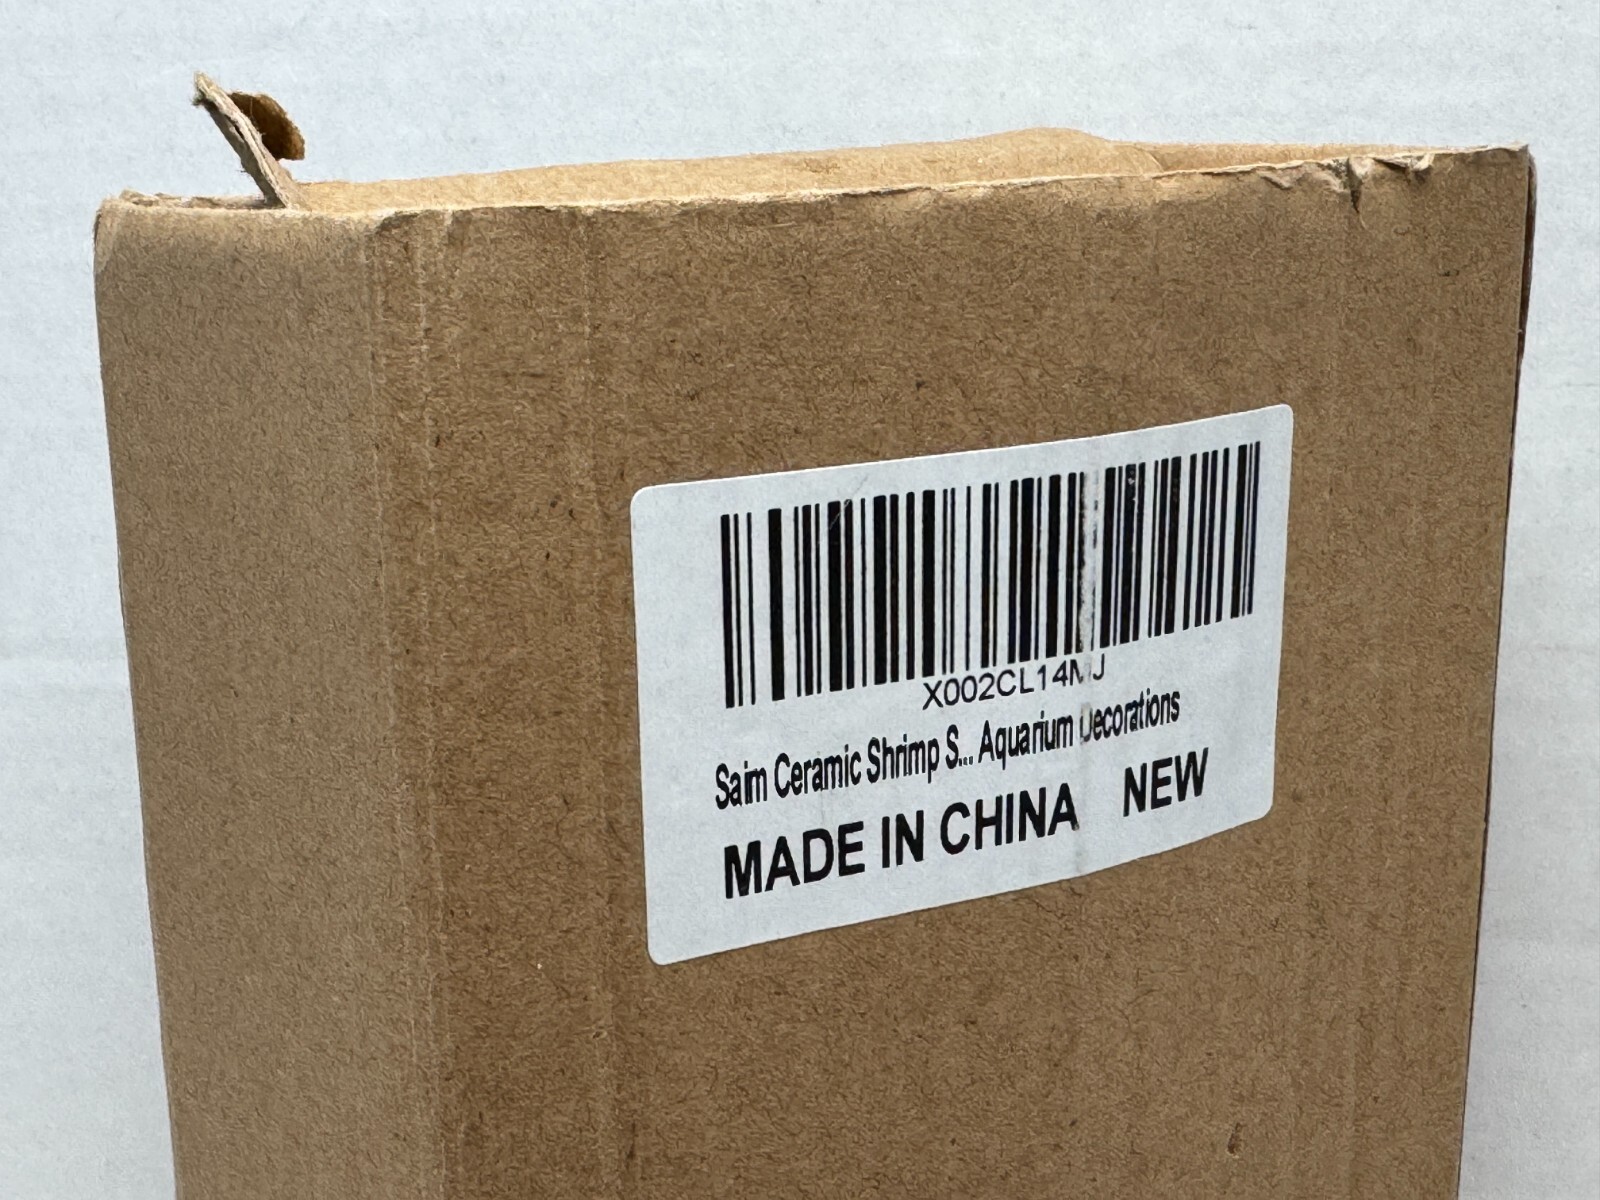 X002CL14MJ
Saim Ceramic Shrimp S... Aquarium Decorations
MADE IN CHINA NEW